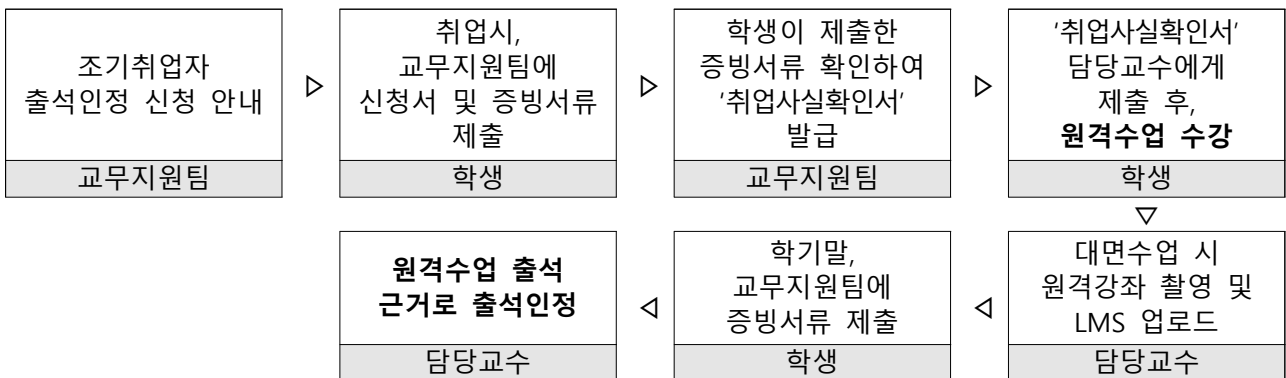 조기취업자
출석인정 신청 안내
교무지원팀
▷
취업시,
교무지원팀에
신청서 및 증빙서류
제출
학생
▷
학생이 제출한
증빙서류 확인하여
'취업사실확인서'
발급
교무지원팀
▷
'취업사실확인서'
담당교수에게
제출 후,
원격수업 수강
학생
▽
대면수업 시
원격강좌 촬영 및
LMS 업로드
담당교수
◁
학기말,
교무지원팀에
증빙서류 제출
학생
◁
원격수업 출석
근거로 출석인정
담당교수